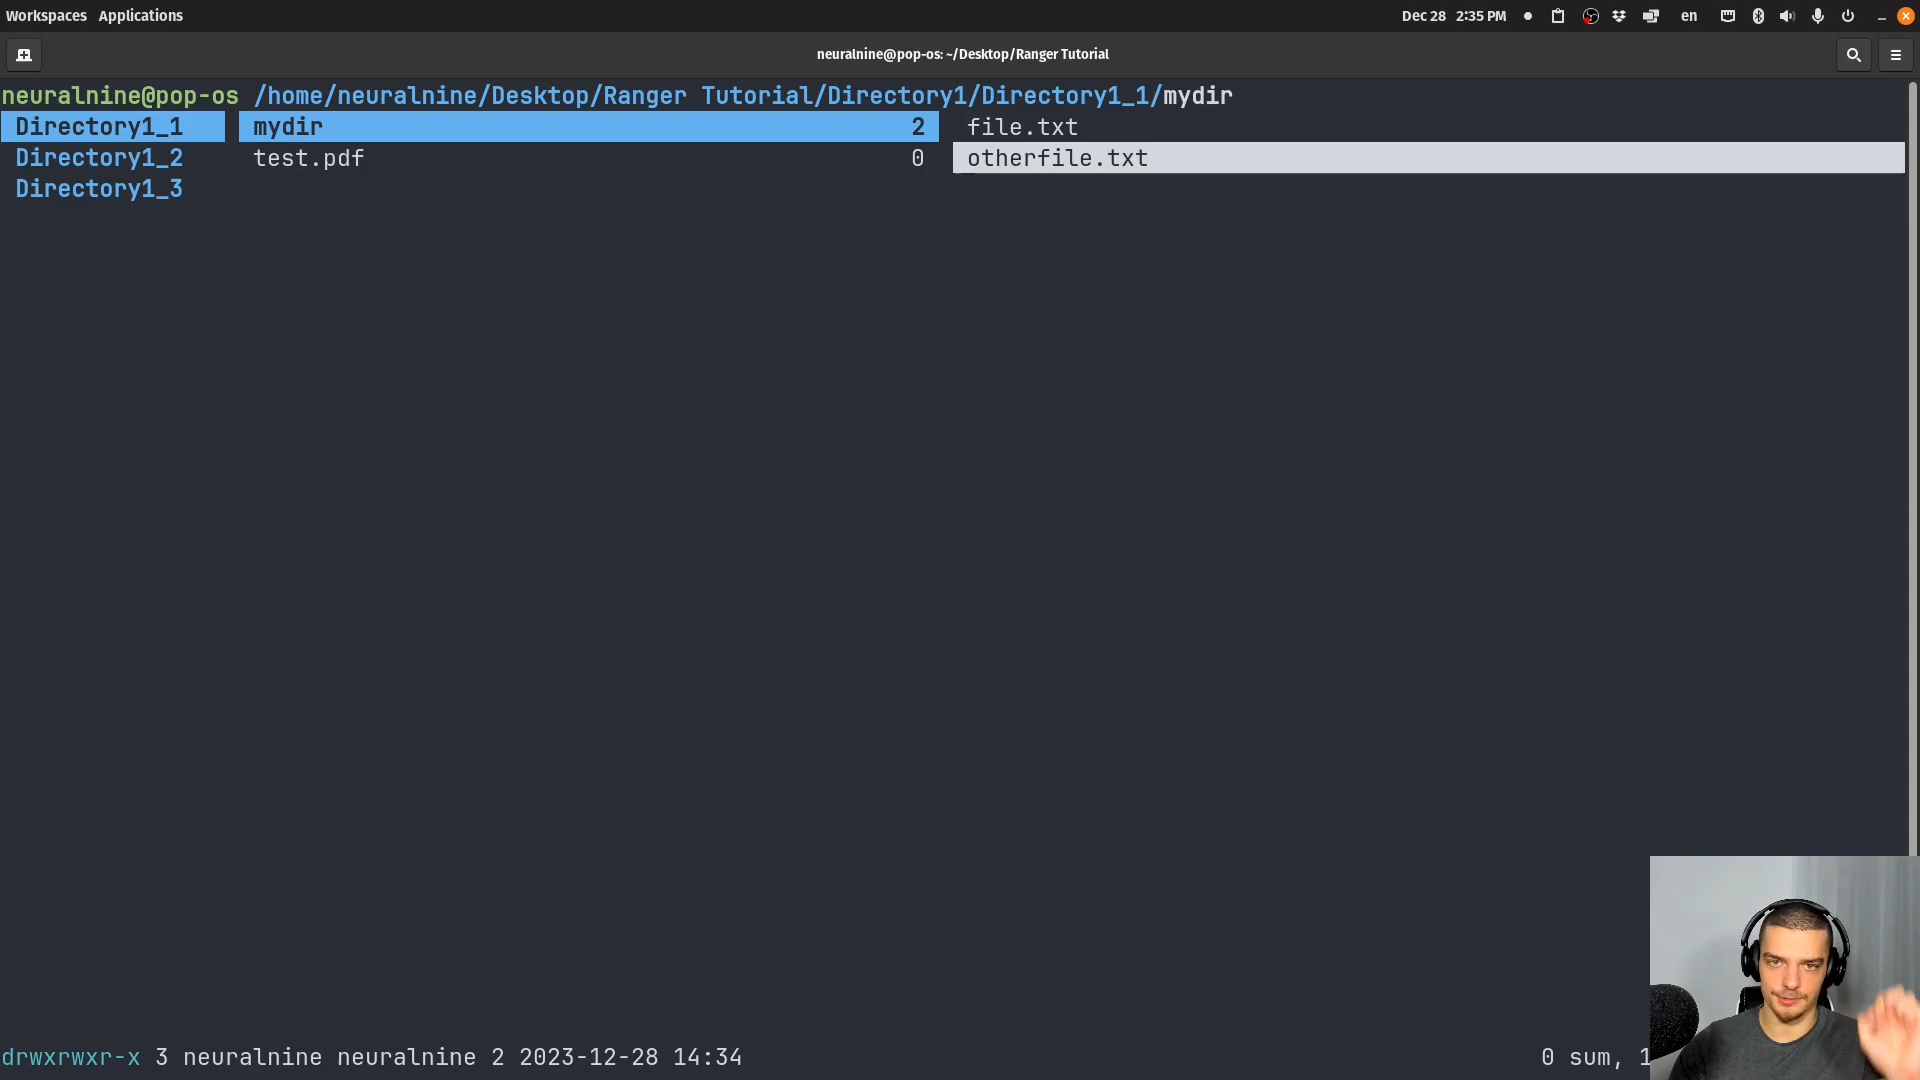 Workspaces Applications Dec 28 2:35 PM en
neuralnine@pop-os: ~/Desktop/Ranger Tutorial
neuralnine@pop-os /home/neuralnine/Desktop/Ranger Tutorial/Directory1/Directory1_1/mydir
Directory1_1 mydir 2 file.txt
Directory1_2 test.pdf 0 otherfile.txt
Directory1_3
drwxrwxr-x 3 neuralnine neuralnine 2 2023-12-28 14:34 0 sum, 1